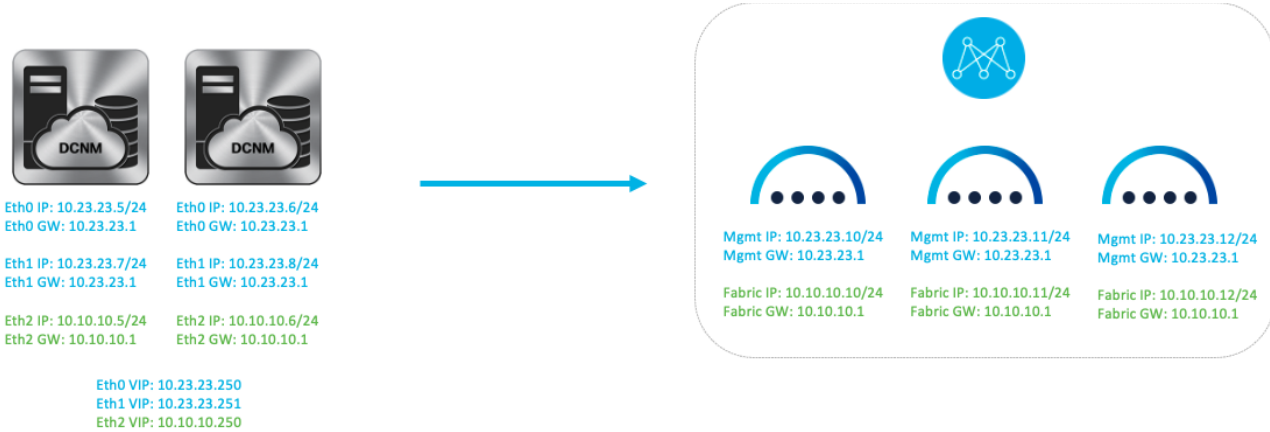 DCNM
DCNM
Eth0 IP: 10.23.23.5/24
Eth0 GW: 10.23.23.1
Eth1 IP: 10.23.23.7/24
Eth1 GW: 10.23.23.1
Eth2 IP: 10.10.10.5/24
Eth2 GW: 10.10.10.1
Eth0 IP: 10.23.23.6/24
Eth0 GW: 10.23.23.1
Eth1 IP: 10.23.23.8/24
Eth1 GW: 10.23.23.1
Eth2 IP: 10.10.10.6/24
Eth2 GW: 10.10.10.1
Eth0 VIP: 10.23.23.250
Eth1 VIP: 10.23.23.251
Eth2 VIP: 10.10.10.250
Mgmt IP: 10.23.23.10/24
Mgmt GW: 10.23.23.1
Fabric IP: 10.10.10.10/24
Fabric GW: 10.10.10.1
Mgmt IP: 10.23.23.11/24
Mgmt GW: 10.23.23.1
Fabric IP: 10.10.10.11/24
Fabric GW: 10.10.10.1
Mgmt IP: 10.23.23.12/24
Mgmt GW: 10.23.23.1
Fabric IP: 10.10.10.12/24
Fabric GW: 10.10.10.1